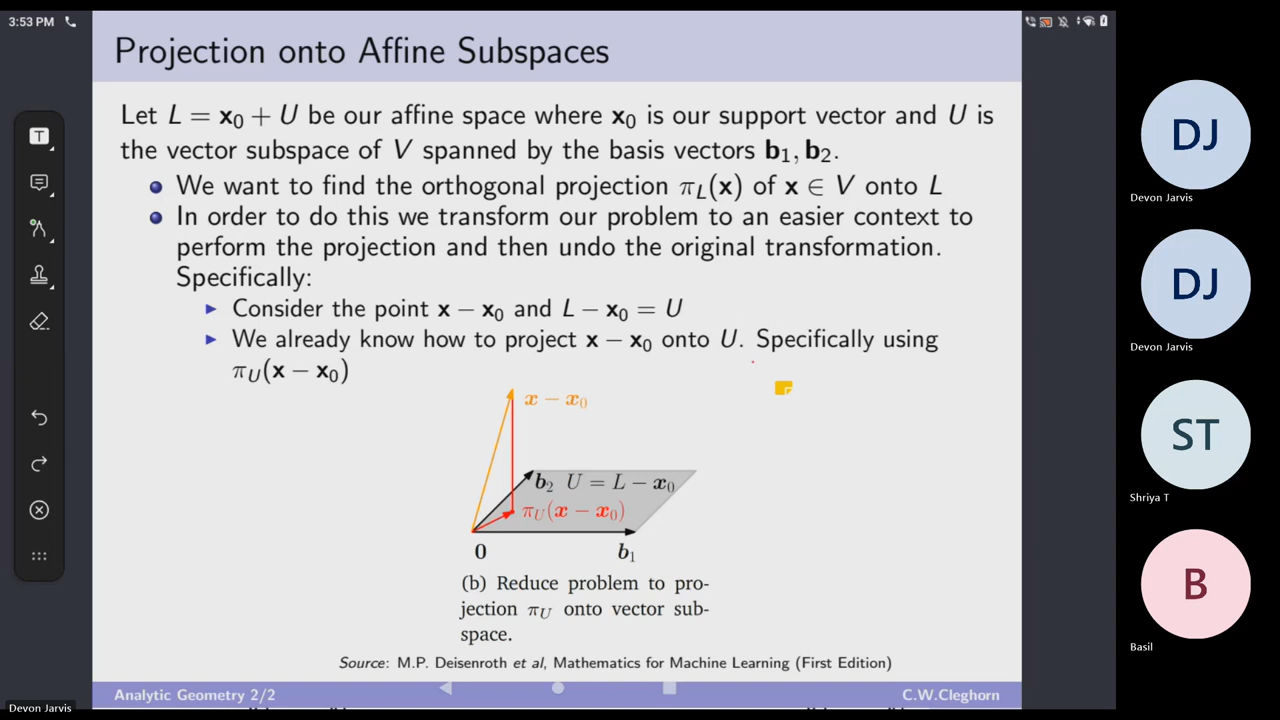 3:53 PM
Projection onto Affine Subspaces
Let L = x₀ + U be our affine space where x₀ is our support vector and U is
the vector subspace of V spanned by the basis vectors b₁, b₂.
We want to find the orthogonal projection π_L(x) of x ∈ V onto L
In order to do this we transform our problem to an easier context to
perform the projection and then undo the original transformation.
Specifically:
Consider the point x − x₀ and L − x₀ = U
We already know how to project x − x₀ onto U. Specifically using
π_U(x − x₀)
x − x₀
b₂ U = L − x₀
π_U(x − x₀)
0 b₁
(b) Reduce problem to pro-
jection π_U onto vector sub-
space.
Source: M.P. Deisenroth et al, Mathematics for Machine Learning (First Edition)
Analytic Geometry 2/2 C.W.Cleghorn
T
DJ
Devon Jarvis
DJ
Devon Jarvis
ST
Shriya T
B
Basil
Devon Jarvis